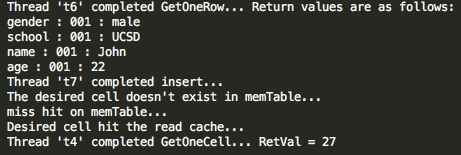 Thread 't6' completed GetOneRow... Return values are as follows:
gender : 001 : male
school : 001 : UCSD
name : 001 : John
age : 001 : 22
Thread 't7' completed insert...
The desired cell doesn't exist in memTable...
miss hit on memTable...
Desired cell hit the read cache...
Thread 't4' completed GetOneCell... RetVal = 27